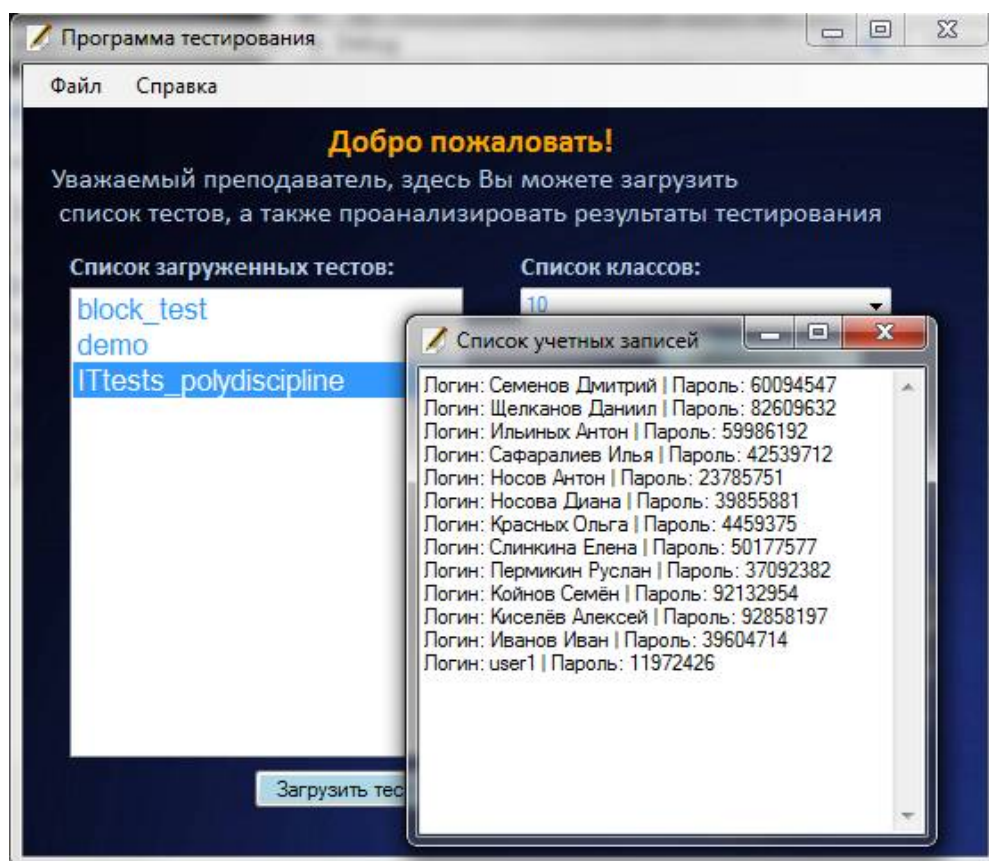 Программа тестирования
Файл Справка
Добро пожаловать!
Уважаемый преподаватель, здесь Вы можете загрузить
список тестов, а также проанализировать результаты тестирования
Список загруженных тестов:
block_test
demo
ITtests_polydiscipline
Загрузить тес
Список классов:
10
Список учетных записей
Логин: Семенов Дмитрий | Пароль: 60094547
Логин: Щелканов Даниил | Пароль: 82609632
Логин: Ильиных Антон | Пароль: 59986192
Логин: Сафаралиев Илья | Пароль: 42539712
Логин: Носов Антон | Пароль: 23785751
Логин: Носова Диана | Пароль: 39855881
Логин: Красных Ольга | Пароль: 4459375
Логин: Слинкина Елена | Пароль: 50177577
Логин: Пермикин Руслан | Пароль: 37092382
Логин: Койнов Семён | Пароль: 92132954
Логин: Киселёв Алексей | Пароль: 92858197
Логин: Иванов Иван | Пароль: 39604714
Логин: user1 | Пароль: 11972426